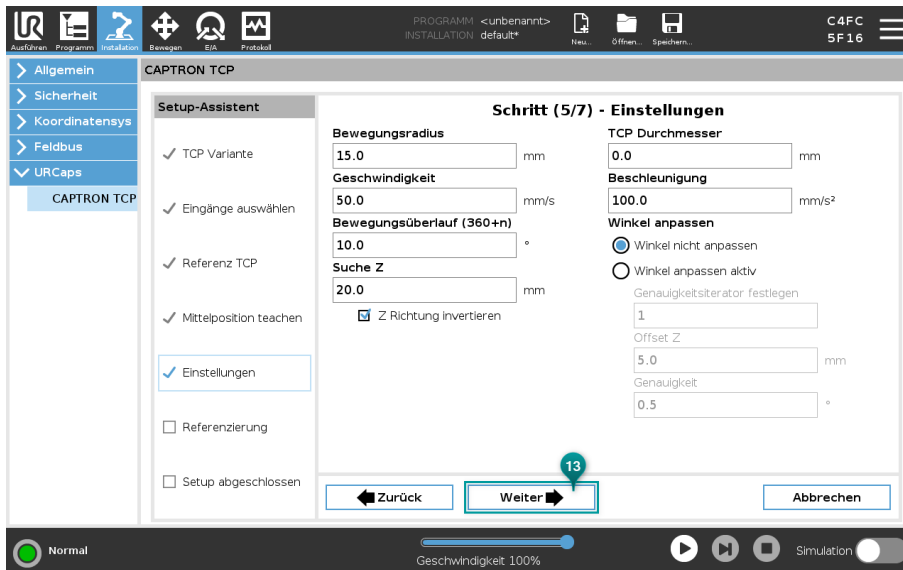 PROGRAMM <unbenannt>
INSTALLATION default*
Ausführen
Programm
Installation
Bewegen
E/A
Protokoll
Neu...
Öffnen...
Speichern...
C4FC
5F16
Allgemein
Sicherheit
Koordinatensys
Feldbus
URCaps
CAPTRON TCP
CAPTRON TCP
Setup-Assistent
TCP Variante
Eingänge auswählen
Referenz TCP
Mittelposition teachen
Einstellungen
Referenzierung
Setup abgeschlossen
Schritt (5/7) - Einstellungen
Bewegungsradius
15.0 mm
Geschwindigkeit
50.0 mm/s
Bewegungsüberlauf (360+n)
10.0 °
Suche Z
20.0 mm
Z Richtung invertieren
TCP Durchmesser
0.0 mm
Beschleunigung
100.0 mm/s²
Winkel anpassen
Winkel nicht anpassen
Winkel anpassen aktiv
Genauigkeitsiterator festlegen
1
Offset Z
5.0 mm
Genauigkeit
0.5 °
13
Zurück
Weiter
Abbrechen
Normal
Geschwindigkeit 100%
Simulation